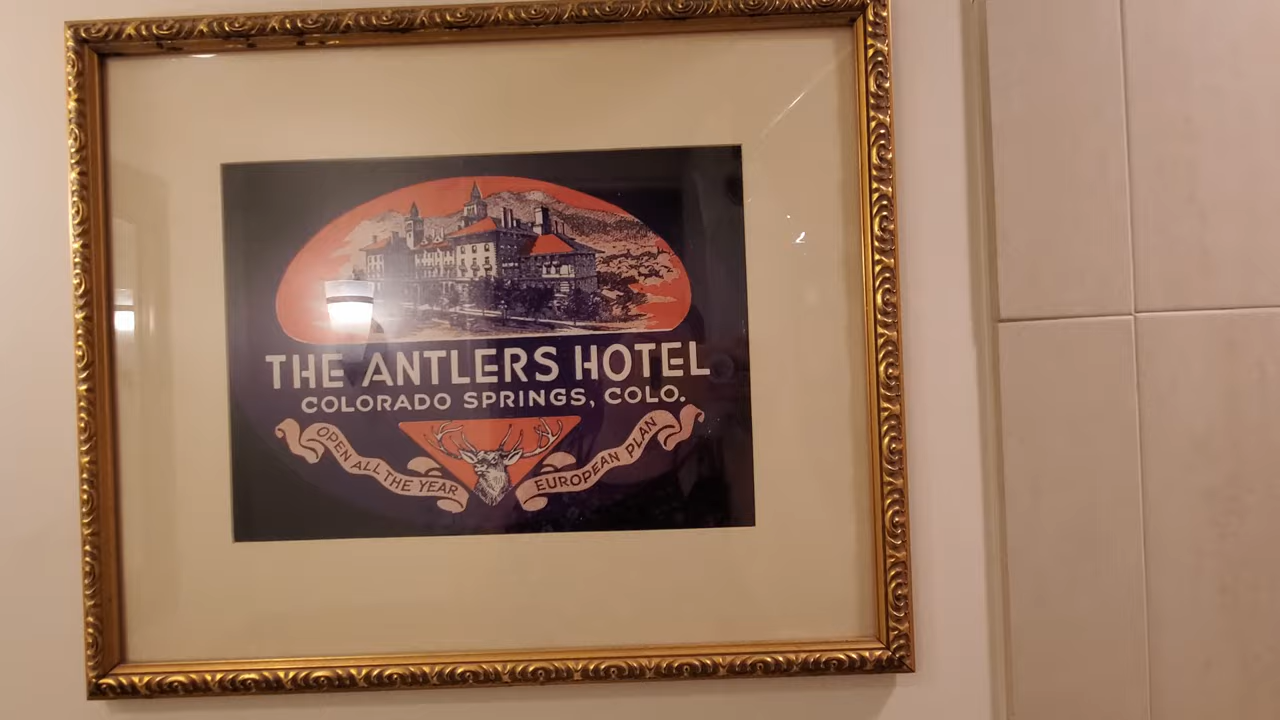 THE ANTLERS HOTEL
COLORADO SPRINGS, COLO.
OPEN ALL THE YEAR
EUROPEAN PLAN